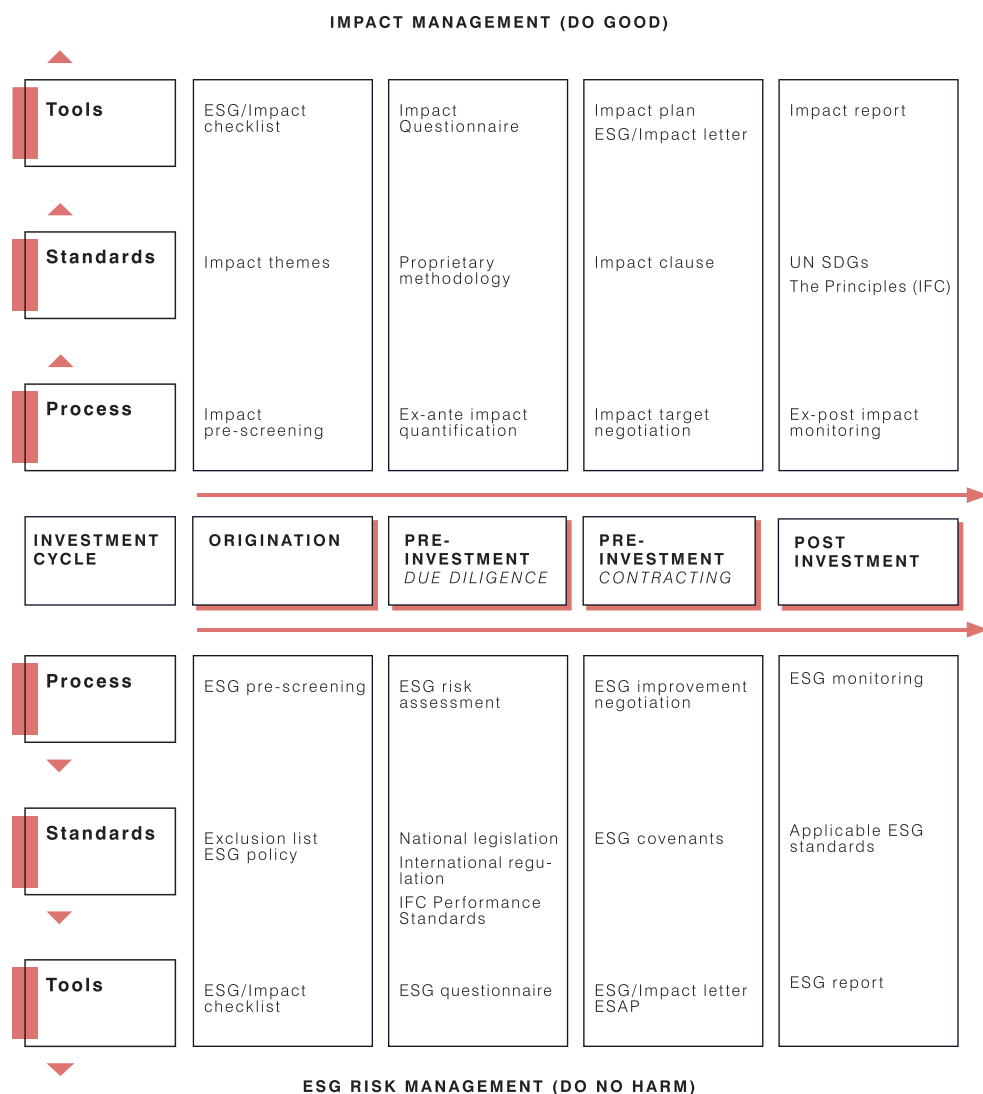 IMPACT MANAGEMENT (DO GOOD)
Tools
ESG/Impact
checklist
Impact
Questionnaire
Impact plan
ESG/Impact letter
Impact report
Standards
Impact themes
Proprietary
methodology
Impact clause
UN SDGs
The Principles (IFC)
Process
Impact
pre-screening
Ex-ante impact
quantification
Impact target
negotiation
Ex-post impact
monitoring
INVESTMENT
CYCLE
ORIGINATION
PRE-
INVESTMENT
DUE DILIGENCE
PRE-
INVESTMENT
CONTRACTING
POST
INVESTMENT
Process
ESG pre-screening
ESG risk
assessment
ESG improvement
negotiation
ESG monitoring
Standards
Exclusion list
ESG policy
National legislation
International regu-
lation
IFC Performance
Standards
ESG covenants
Applicable ESG
standards
Tools
ESG/Impact
checklist
ESG questionnaire
ESG/Impact letter
ESAP
ESG report
ESG RISK MANAGEMENT (DO NO HARM)